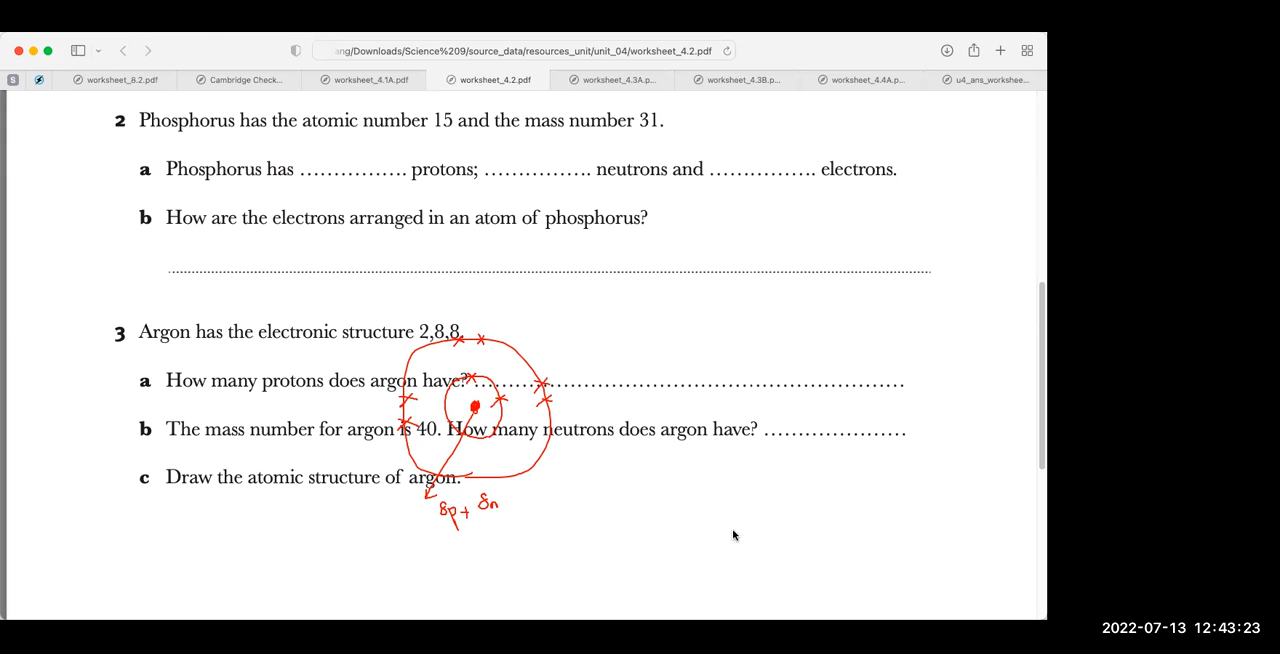 ang/Downloads/Science%209/source_data/resources_unit/unit_04/worksheet_4.2.pdf
S worksheet_8.2.pdf Cambridge Check... worksheet_4.1A.pdf worksheet_4.2.pdf worksheet_4.3A.p... worksheet_4.3B.p... worksheet_4.4A.p... u4_ans_workshee...
2 Phosphorus has the atomic number 15 and the mass number 31.
a Phosphorus has ................ protons; ................ neutrons and ................ electrons.
b How are the electrons arranged in an atom of phosphorus?
3 Argon has the electronic structure 2,8,8.
a How many protons does argon have? ................................................................
b The mass number for argon is 40. How many neutrons does argon have? .....................
c Draw the atomic structure of argon.
8p + 8n
2022-07-13 12:43:23